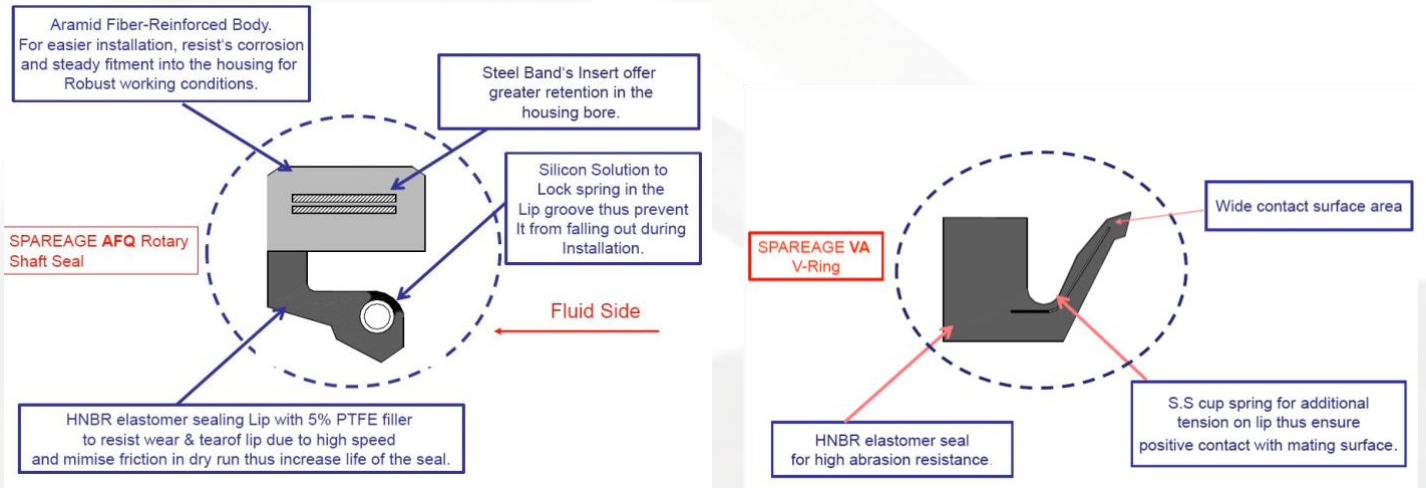 Aramid Fiber-Reinforced Body.
For easier installation, resist's corrosion
and steady fitment into the housing for
Robust working conditions.
Steel Band's Insert offer
greater retention in the
housing bore.
Silicon Solution to
Lock spring in the
Lip groove thus prevent
It from falling out during
Installation.
SPAREAGE AFQ Rotary
Shaft Seal
Fluid Side
HNBR elastomer sealing Lip with 5% PTFE filler
to resist wear & tearof lip due to high speed
and mimise friction in dry run thus increase life of the seal.
Wide contact surface area
SPAREAGE VA
V-Ring
HNBR elastomer seal
for high abrasion resistance.
S.S cup spring for additional
tension on lip thus ensure
positive contact with mating surface.